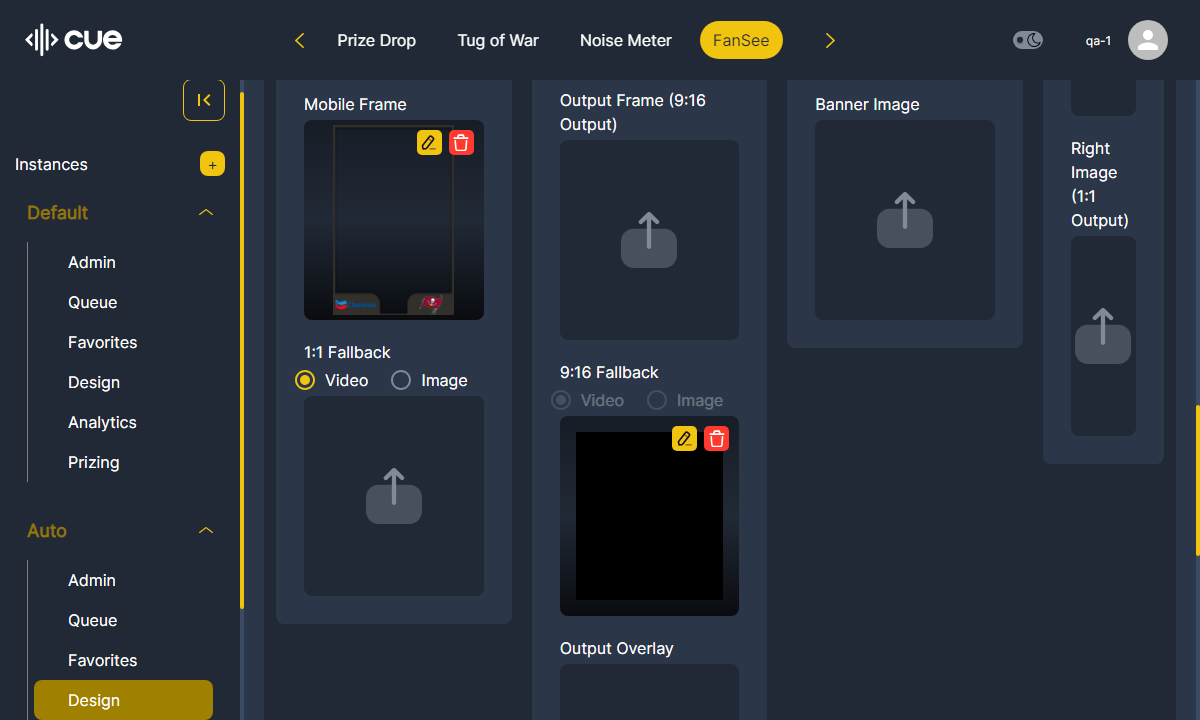 cue
Prize Drop
Tug of War
Noise Meter
FanSee
qa-1
Instances
+
Default
Admin
Queue
Favorites
Design
Analytics
Prizing
Auto
Admin
Queue
Favorites
Design
Mobile Frame
1:1 Fallback
Video
Image
Output Frame (9:16
Output)
9:16 Fallback
Video
Image
Output Overlay
Banner Image
Right
Image
(1:1
Output)